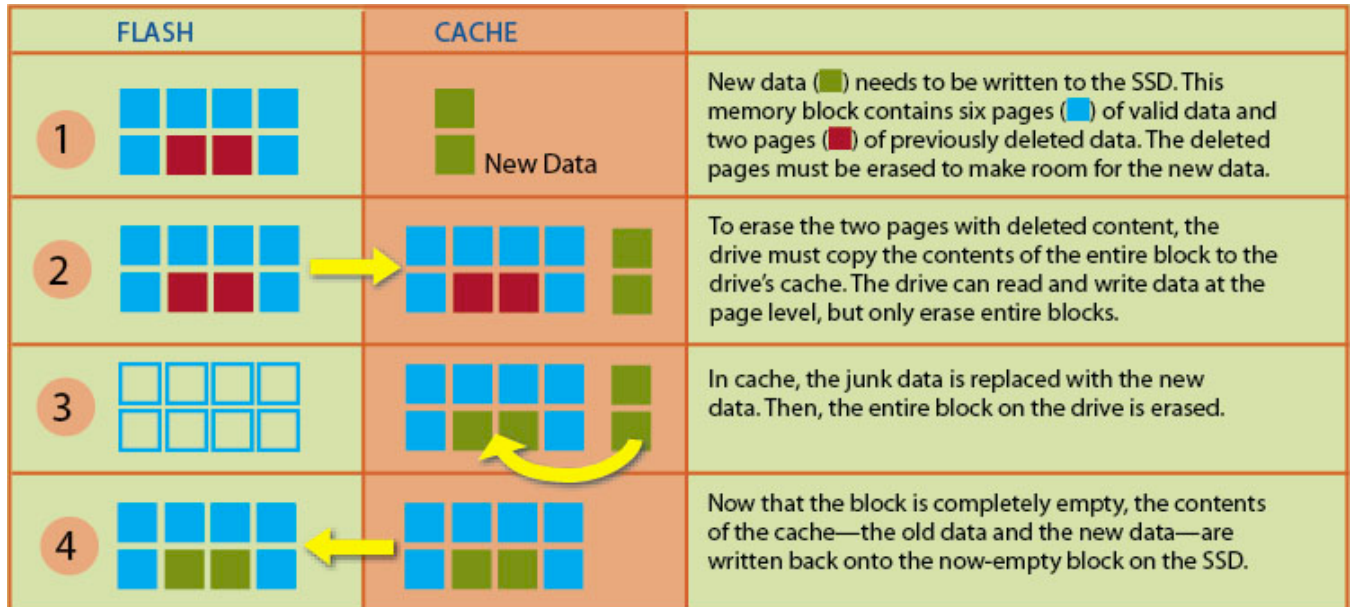 FLASH
CACHE
1
New Data
New data ( ) needs to be written to the SSD. This
memory block contains six pages ( ) of valid data and
two pages ( ) of previously deleted data. The deleted
pages must be erased to make room for the new data.
2
To erase the two pages with deleted content, the
drive must copy the contents of the entire block to the
drive's cache. The drive can read and write data at the
page level, but only erase entire blocks.
3
In cache, the junk data is replaced with the new
data. Then, the entire block on the drive is erased.
4
Now that the block is completely empty, the contents
of the cache—the old data and the new data—are
written back onto the now-empty block on the SSD.